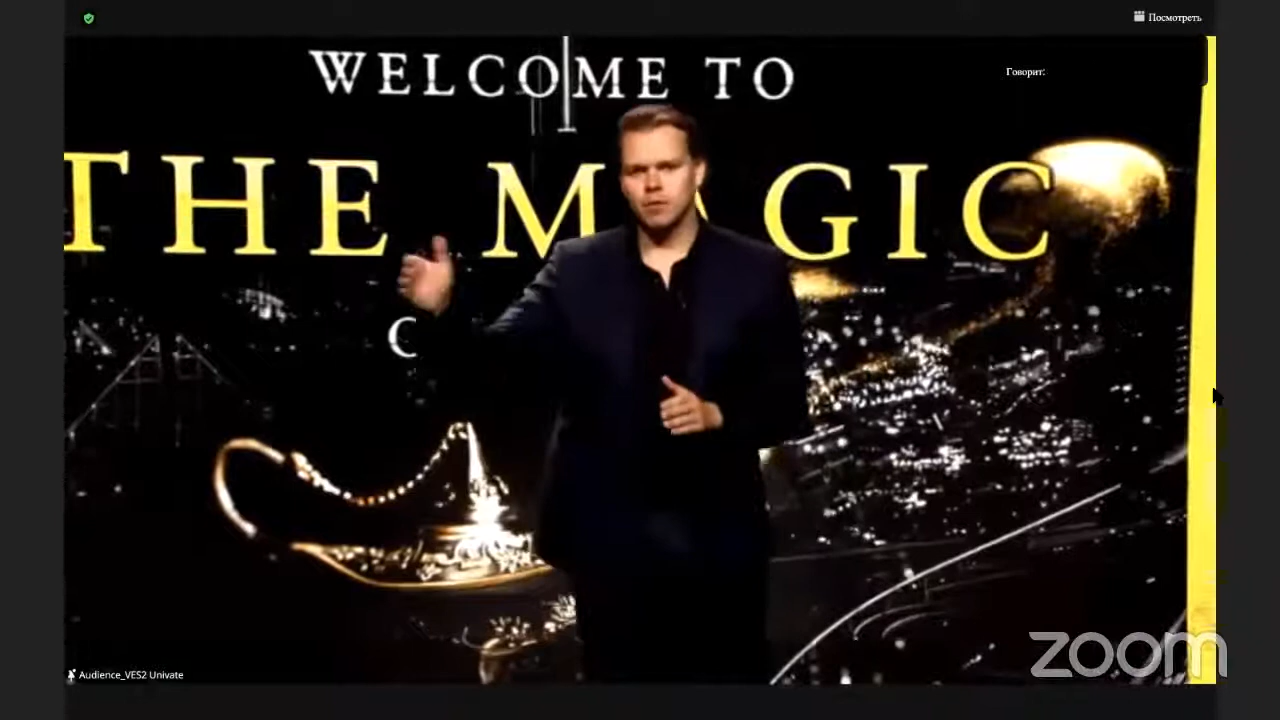 Посмотреть
Говорит:
WELCOME TO
THE MAGIC
Audience_VES2 Univate
zoom